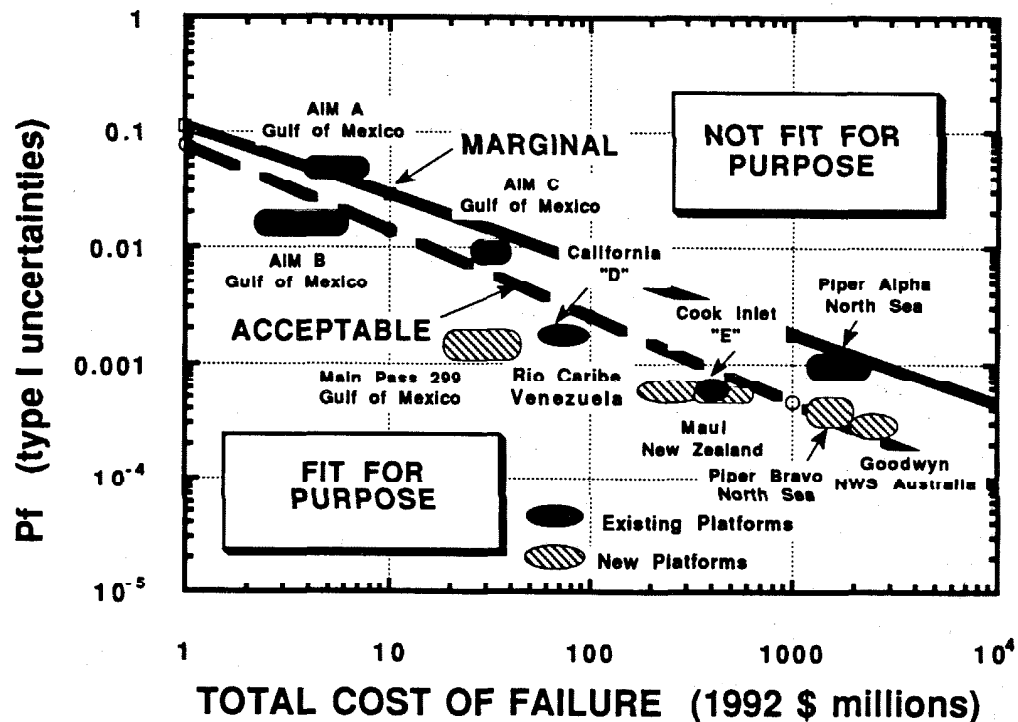 Pf (type I uncertainties)
1
0.1
0.01
0.001
10⁻⁴
10⁻⁵
AIM A
Gulf of Mexico
MARGINAL
NOT FIT FOR
PURPOSE
AIM C
Gulf of Mexico
AIM B
Gulf of Mexico
California
"D"
ACCEPTABLE
Cook Inlet
"E"
Piper Alpha
North Sea
Main Pass 299
Gulf of Mexico
Rio Caribe
Venezuela
Maui
New Zealand
Piper Bravo
North Sea
Goodwyn
NWS Australia
FIT FOR
PURPOSE
Existing Platforms
New Platforms
1
10
100
1000
10⁴
TOTAL COST OF FAILURE (1992 $ millions)